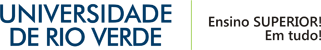 UNIVERSIDADE
DE RIO VERDE
Ensino SUPERIOR!
Em tudo!